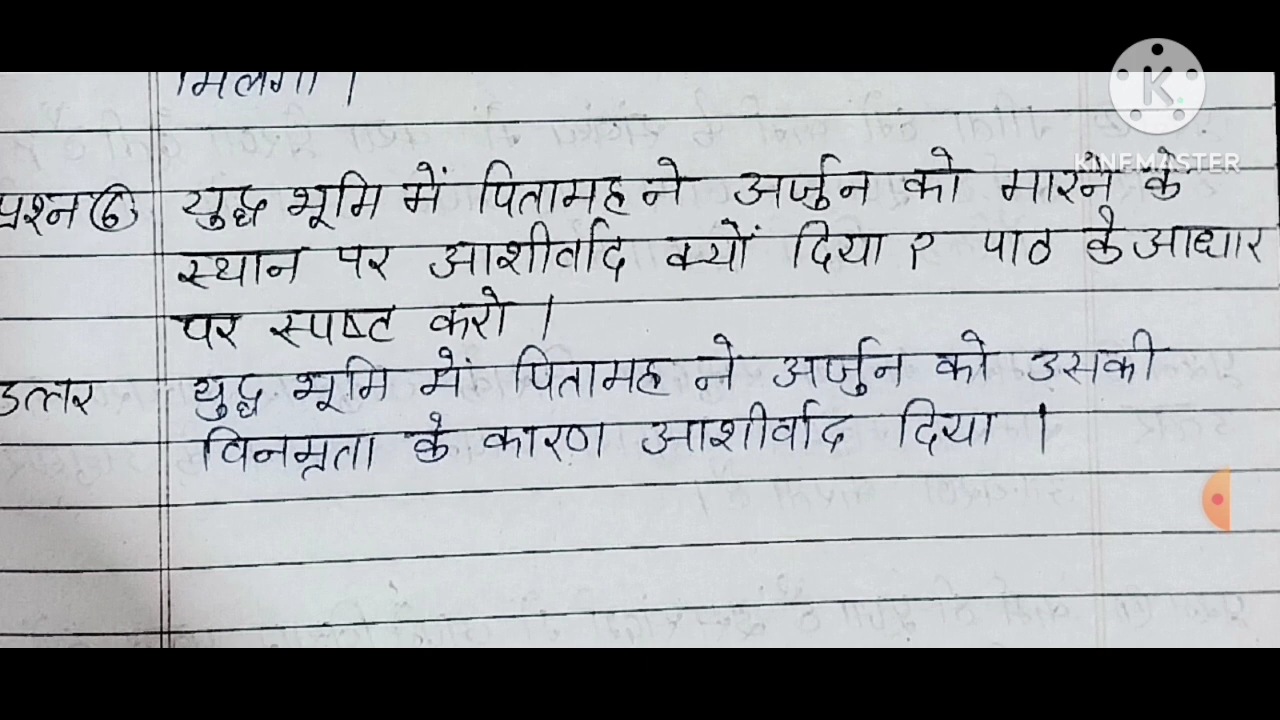 मिलेगा।
K
KINEMASTER
प्रश्न 6 युद्ध भूमि में पितामह ने अर्जुन को मारने के
स्थान पर आशीर्वाद क्यों दिया ? पाठ के आधार
पर स्पष्ट करो।
उत्तर युद्ध भूमि में पितामह ने अर्जुन को उसकी
विनम्रता के कारण आशीर्वाद दिया।